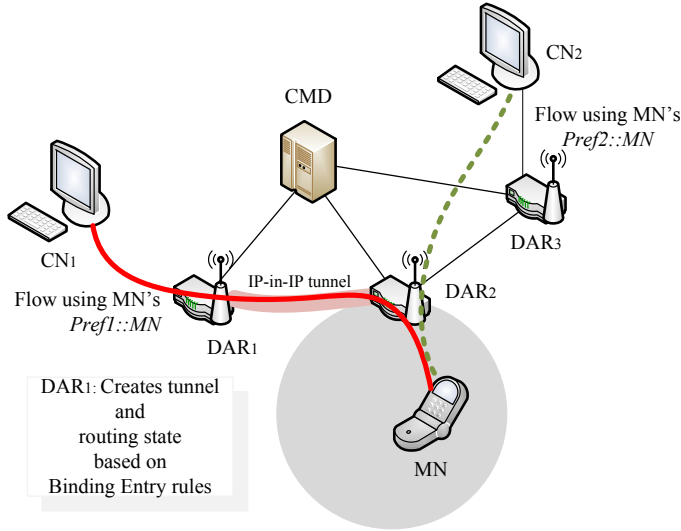 CN2
CMD
Flow using MN's
Pref2::MN
CN1
DAR3
IP-in-IP tunnel
DAR2
Flow using MN's
Pref1::MN
DAR1
DAR1: Creates tunnel
and
routing state
based on
Binding Entry rules
MN